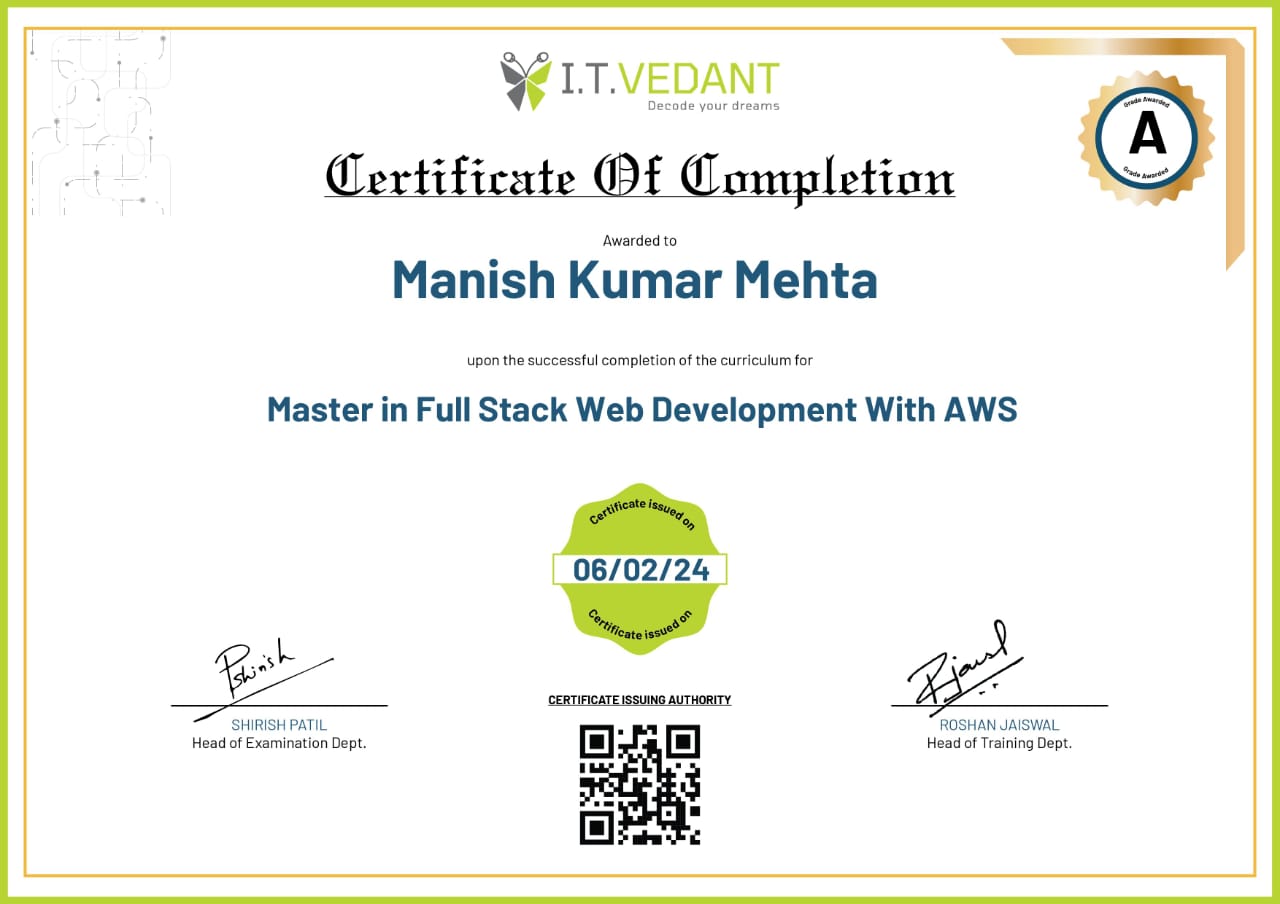 I.T.VEDANT
Decode your dreams
Grade Awarded
A
Grade Awarded
Certificate Of Completion
Awarded to
Manish Kumar Mehta
upon the successful completion of the curriculum for
Master in Full Stack Web Development With AWS
Certificate issued on
06/02/24
Certificate issued on
Pshirish
Rjaisl
SHIRISH PATIL
Head of Examination Dept.
CERTIFICATE ISSUING AUTHORITY
ROSHAN JAISWAL
Head of Training Dept.